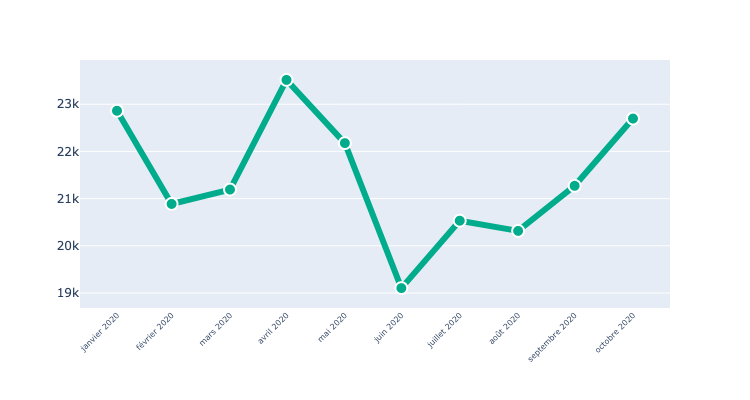 23k
22k
21k
20k
19k
janvier 2020
février 2020
mars 2020
avril 2020
mai 2020
juin 2020
juillet 2020
août 2020
septembre 2020
octobre 2020